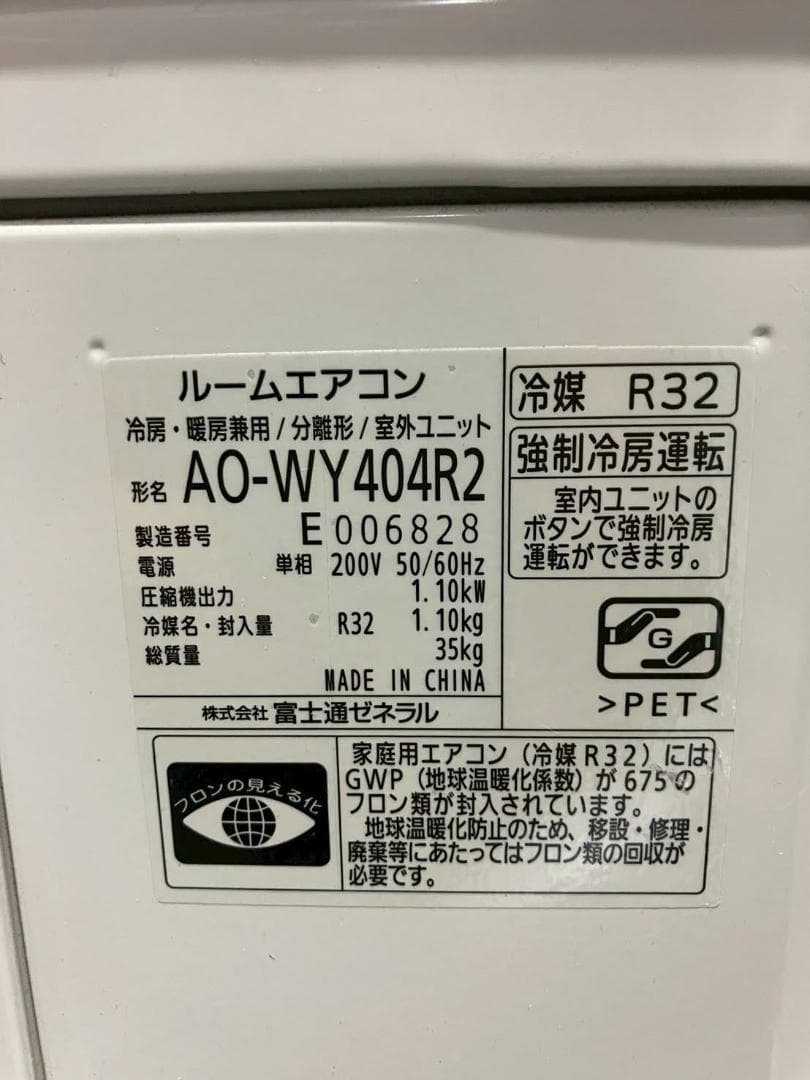 ルームエアコン
冷房・暖房兼用/分離形/室外ユニット
形名 AO-WY404R2
製造番号 E006828
電源 単相 200V 50/60Hz
圧縮機出力 1.10kW
冷媒名・封入量 R32 1.10kg
総質量 35kg
MADE IN CHINA
株式会社 富士通ゼネラル
冷媒 R32
強制冷房運転
室内ユニットの
ボタンで強制冷房
運転ができます。
G
>PET<
フロンの見える化
家庭用エアコン（冷媒R32）には
GWP（地球温暖化係数）が675の
フロン類が封入されています。
地球温暖化防止のため、移設・修理・
廃棄等にあたってはフロン類の回収が
必要です。